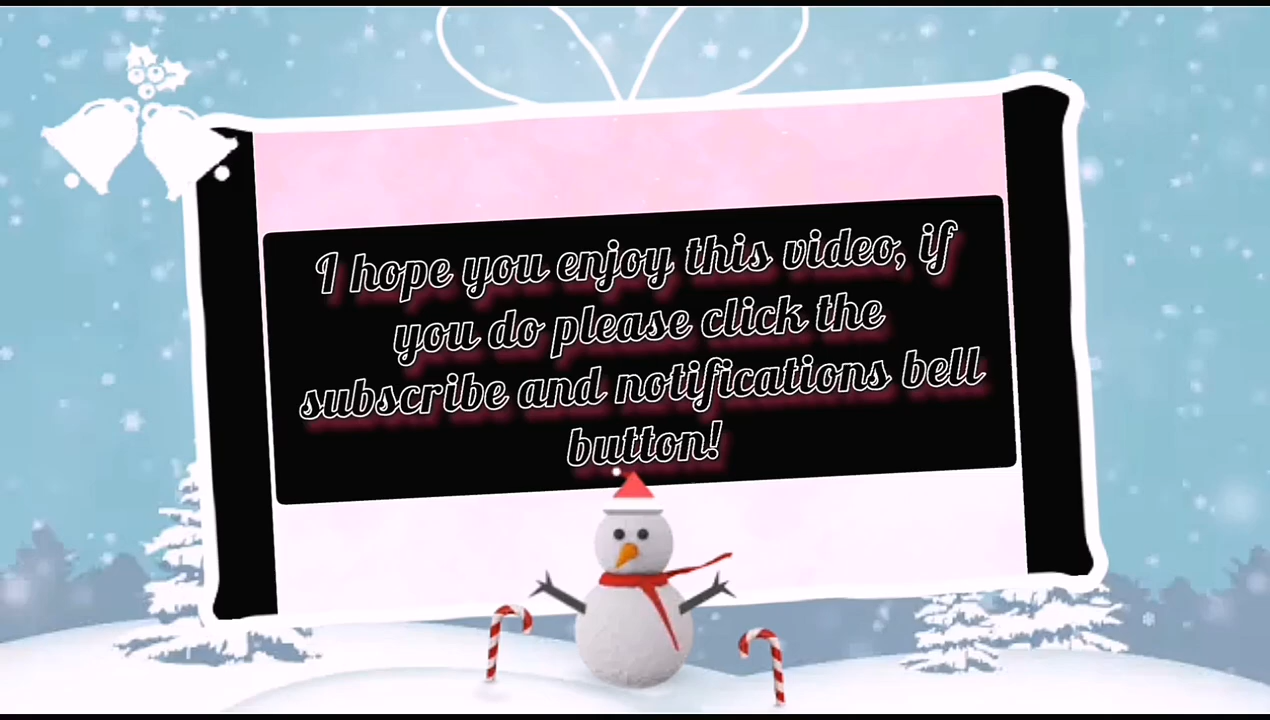 I hope you enjoy this video, if
you do please click the
subscribe and notifications bell
button!